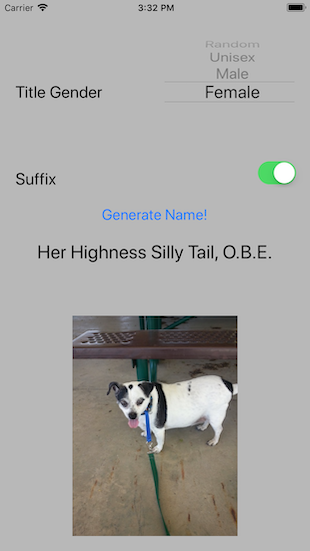 Carrier 3:32 PM
Random
Unisex
Male
Title Gender Female
Suffix
Generate Name!
Her Highness Silly Tail, O.B.E.